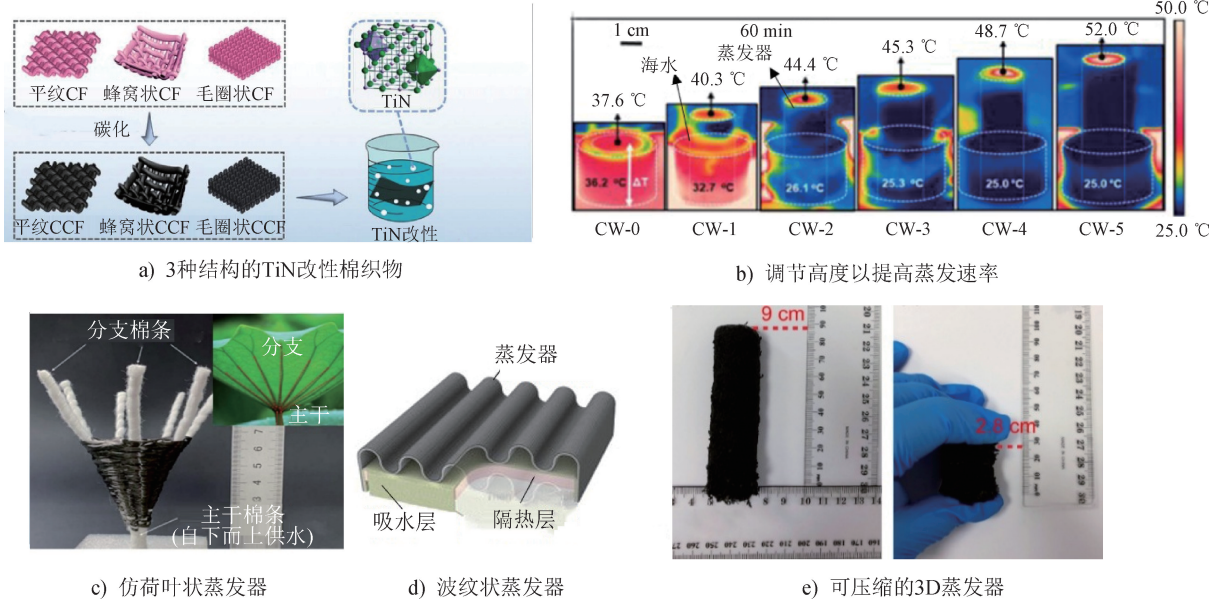 平纹CF
蜂窝状CF
毛圈状CF
碳化
平纹CCF
蜂窝状CCF
毛圈状CCF
TiN
TiN改性
a) 3种结构的TiN改性棉织物
50.0 ℃
1 cm
60 min
海水
蒸发器
37.6 ℃
40.3 ℃
44.4 ℃
45.3 ℃
48.7 ℃
52.0 ℃
36.2 ℃
ΔT
32.7 ℃
26.1 ℃
25.3 ℃
25.0 ℃
25.0 ℃
CW-0
CW-1
CW-2
CW-3
CW-4
CW-5
25.0 ℃
b) 调节高度以提高蒸发速率
分支棉条
分支
主干
主干棉条
(自下而上供水)
c) 仿荷叶状蒸发器
蒸发器
吸水层
隔热层
d) 波纹状蒸发器
9 cm
2.8 cm
e) 可压缩的3D蒸发器